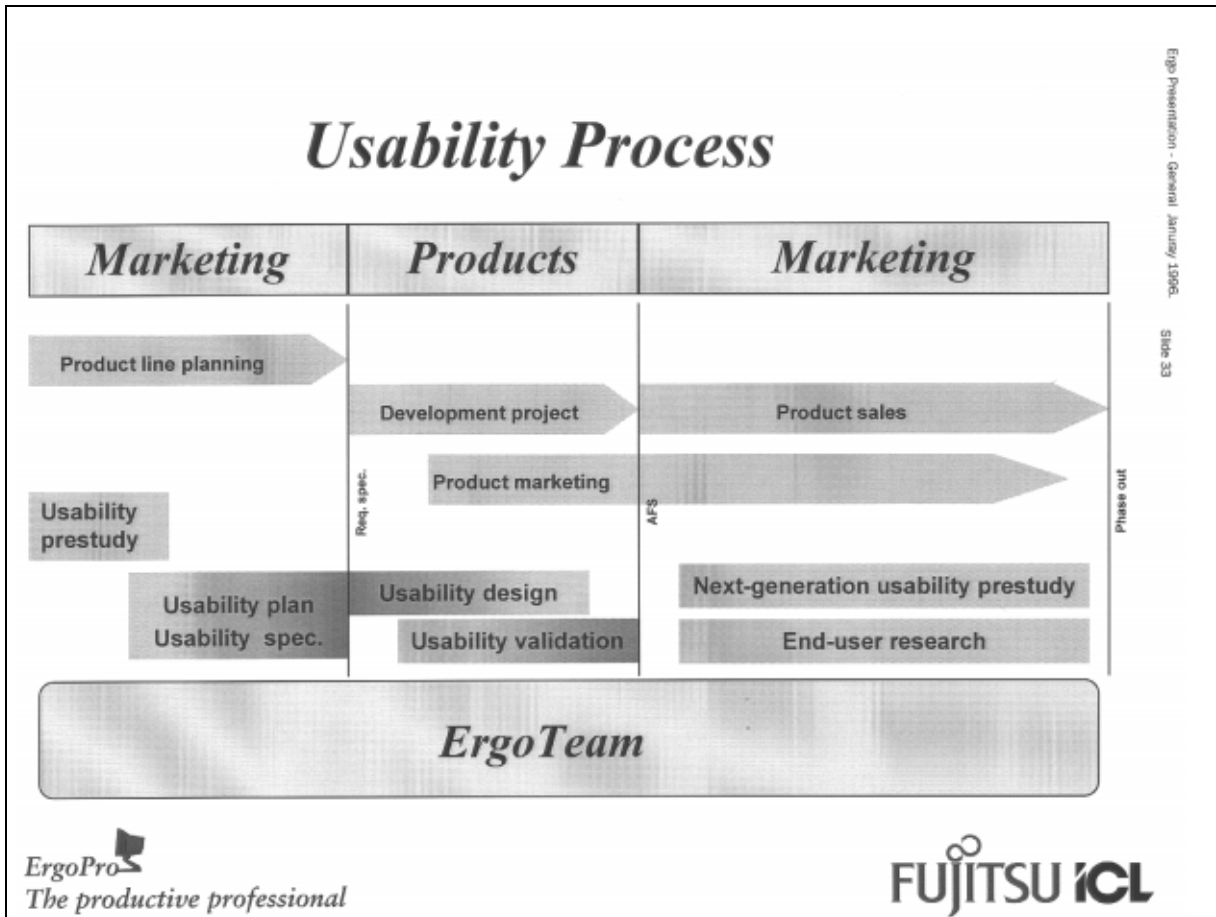 Ergo Presentation - General January 1996. Slide 33
Usability Process
Marketing
Products
Marketing
Product line planning
Development project
Product sales
Product marketing
Req. spec.
AFS
Phase out
Usability
prestudy
Usability plan
Usability spec.
Usability design
Usability validation
Next-generation usability prestudy
End-user research
ErgoTeam
ErgoPro
The productive professional
FUJITSU ICL